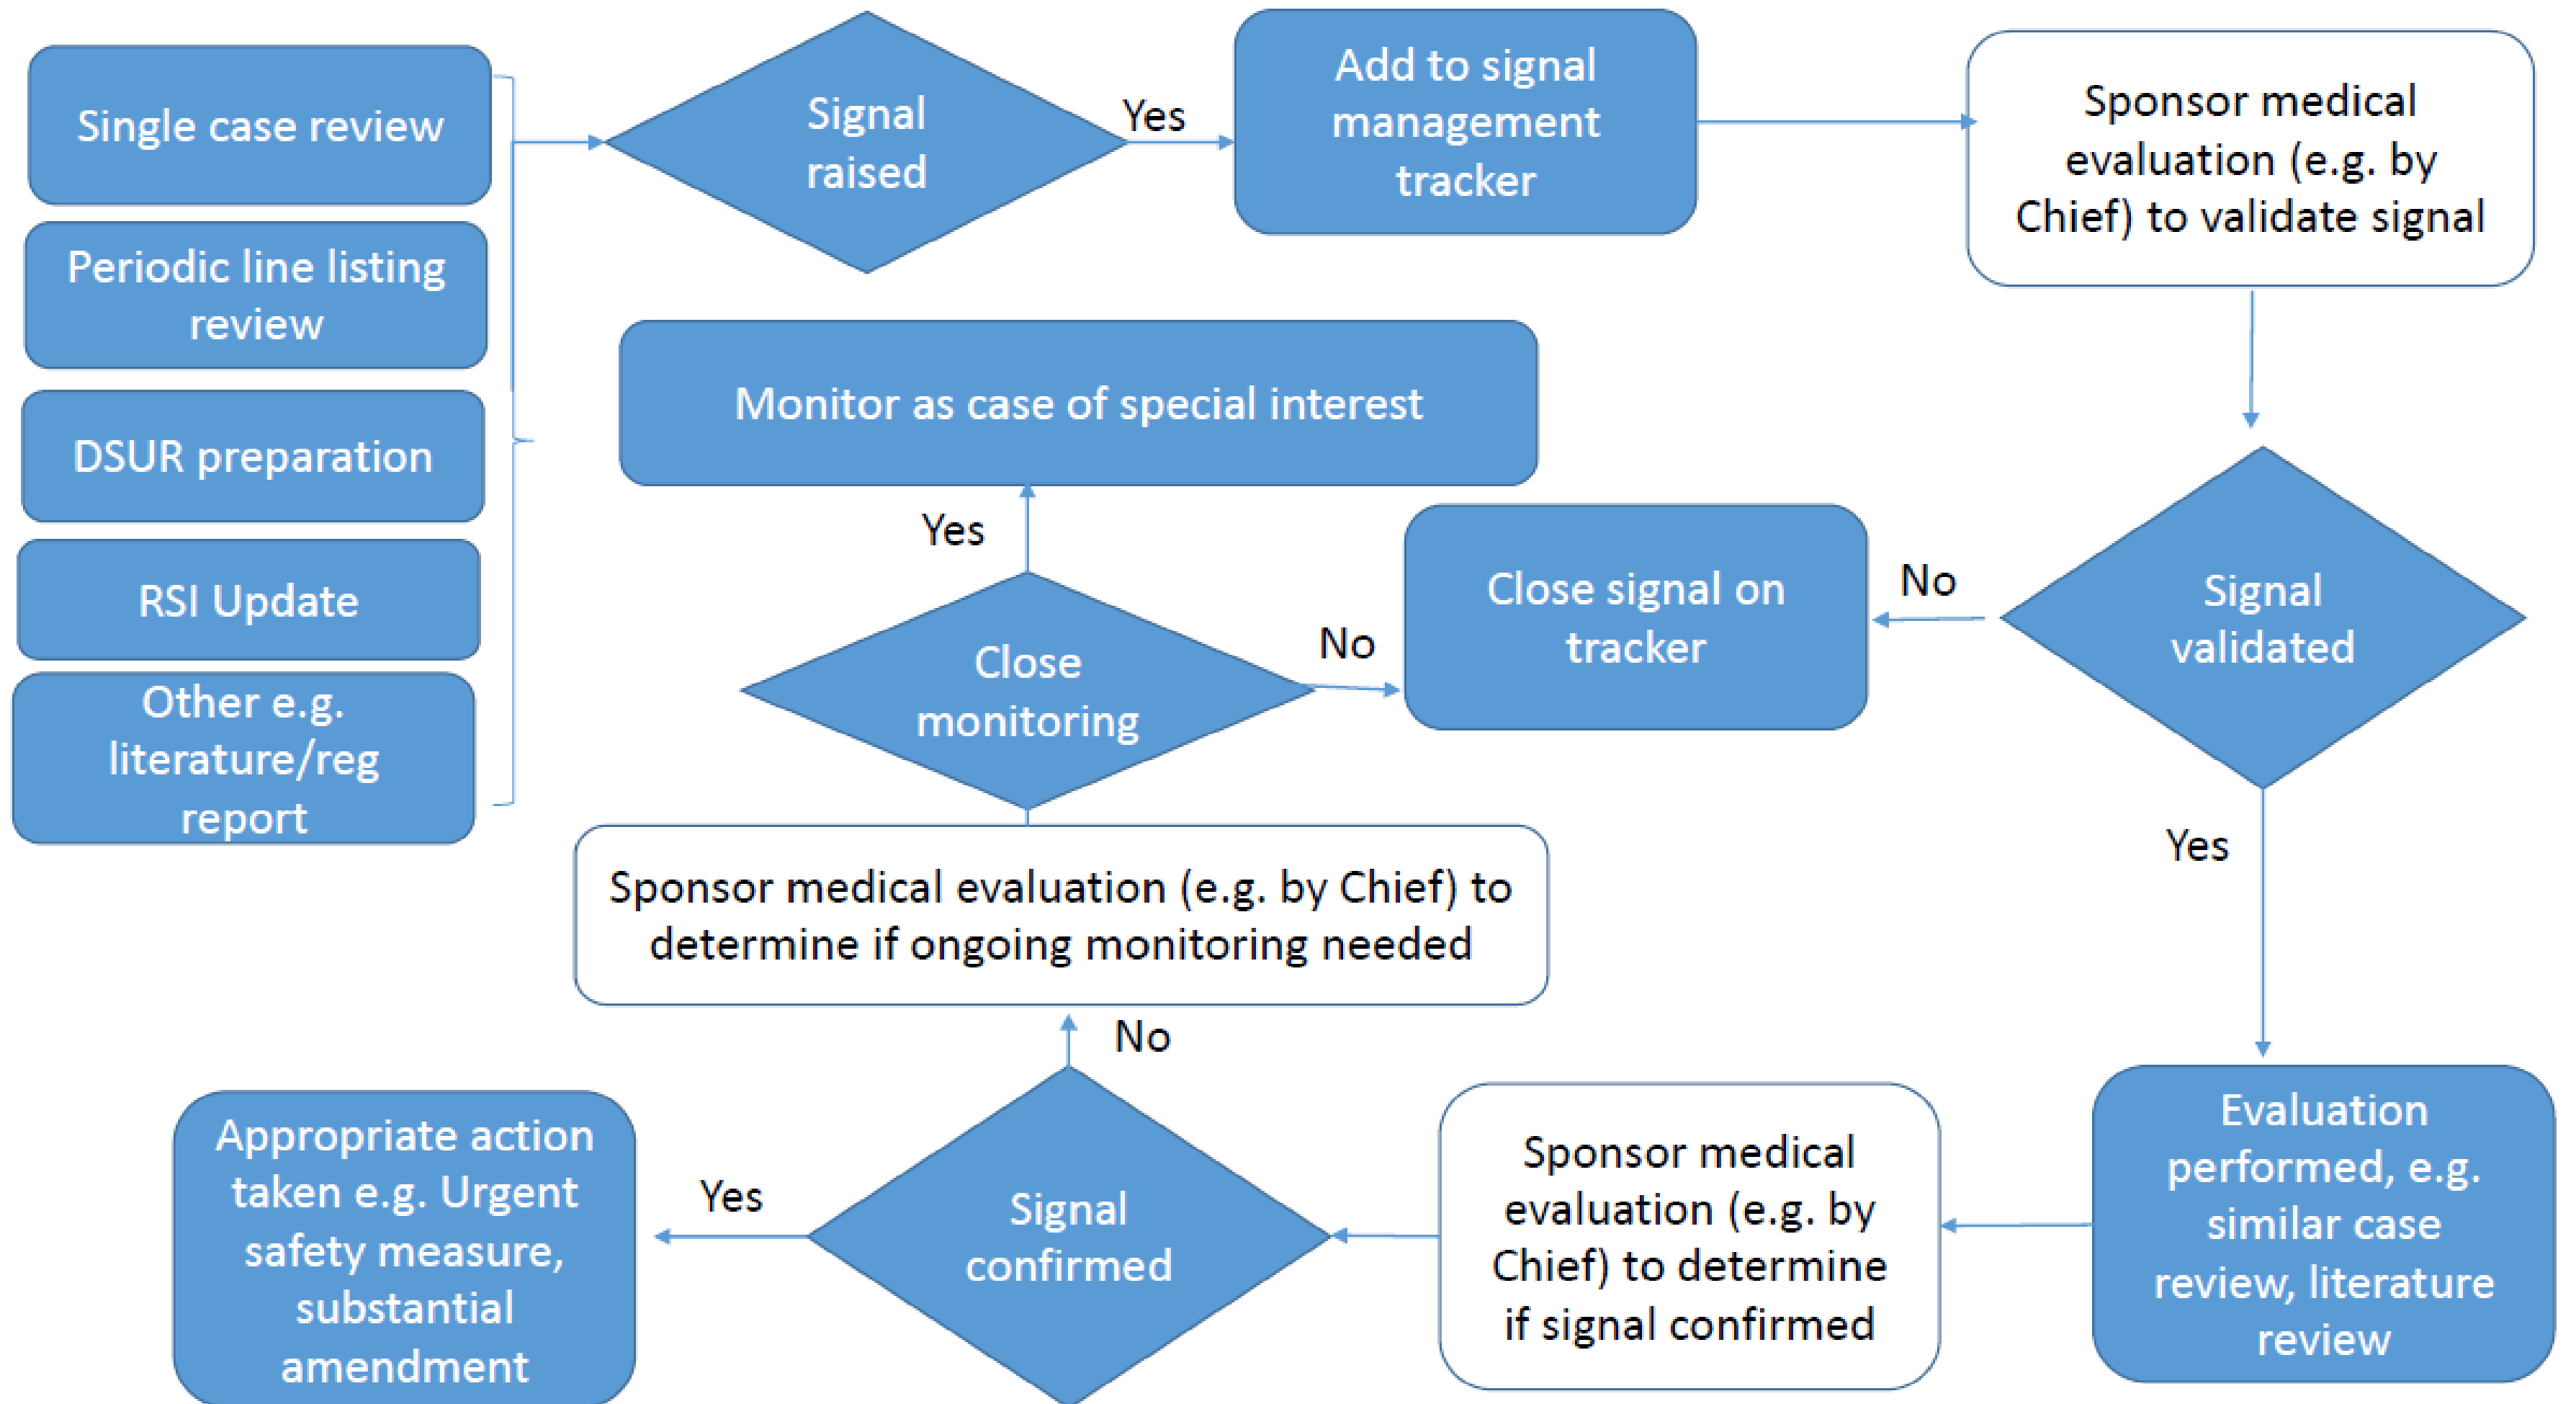 Single case review
Periodic line listing
review
DSUR preparation
RSI Update
Other e.g.
literature/reg
report
Signal
raised
Yes
Add to signal
management
tracker
Sponsor medical
evaluation (e.g. by
Chief) to validate signal
Signal
validated
No
Close signal on
tracker
Yes
Evaluation
performed, e.g.
similar case
review, literature
review
Sponsor medical
evaluation (e.g. by
Chief) to determine
if signal confirmed
Signal
confirmed
Yes
Appropriate action
taken e.g. Urgent
safety measure,
substantial
amendment
No
Sponsor medical evaluation (e.g. by Chief) to
determine if ongoing monitoring needed
Close
monitoring
No
Yes
Monitor as case of special interest